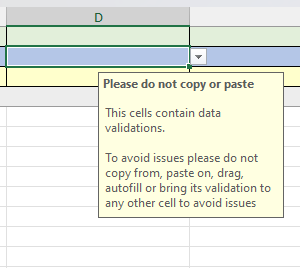 D
Please do not copy or paste
This cells contain data
validations.
To avoid issues please do not
copy from, paste on, drag,
autofill or bring its validation to
any other cell to avoid issues